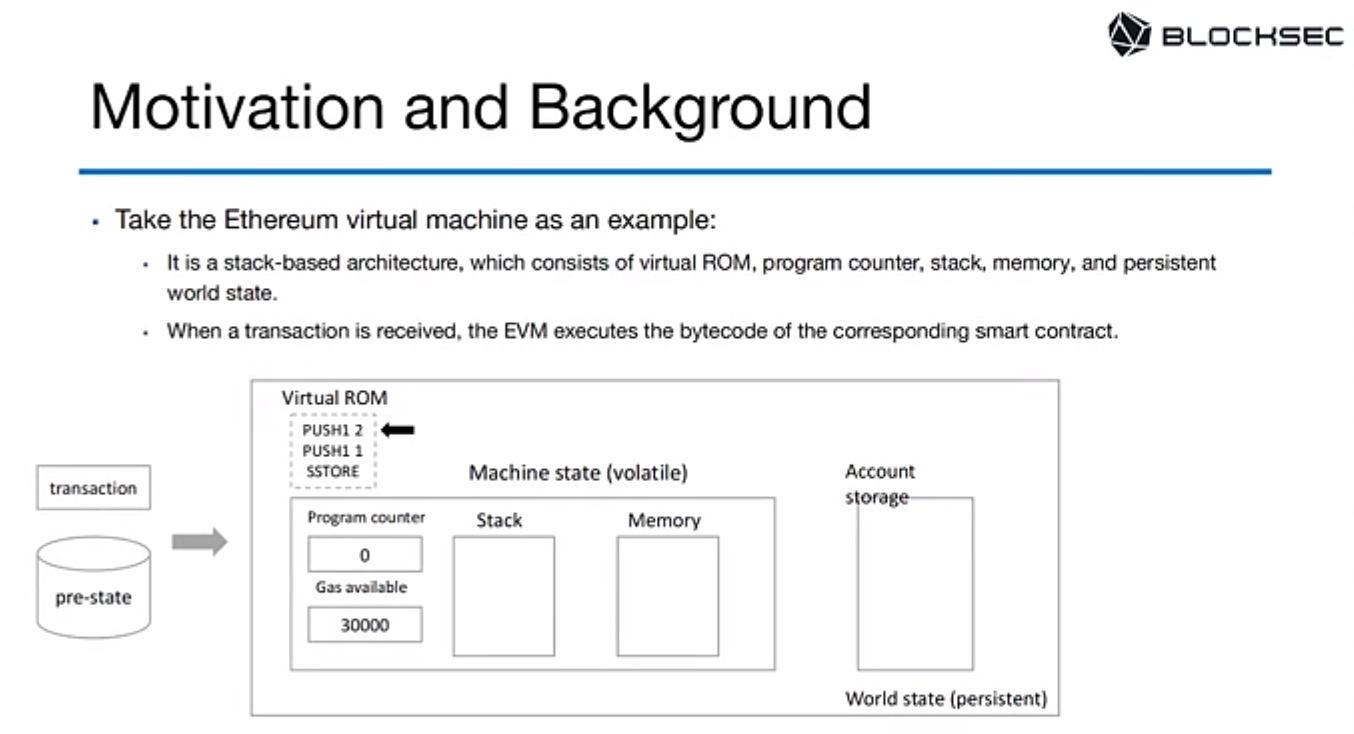 BLOCKSEC
Motivation and Background
▪ Take the Ethereum virtual machine as an example:
▪ It is a stack-based architecture, which consists of virtual ROM, program counter, stack, memory, and persistent
world state.
▪ When a transaction is received, the EVM executes the bytecode of the corresponding smart contract.
Virtual ROM
PUSH1 2
PUSH1 1
SSTORE
transaction
pre-state
Machine state (volatile)
Program counter
0
Gas available
30000
Stack
Memory
Account
storage
World state (persistent)